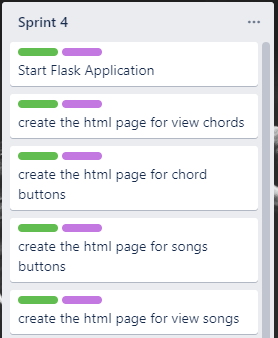 Sprint 4
Start Flask Application
create the html page for view chords
create the html page for chord
buttons
create the html page for songs
buttons
create the html page for view songs